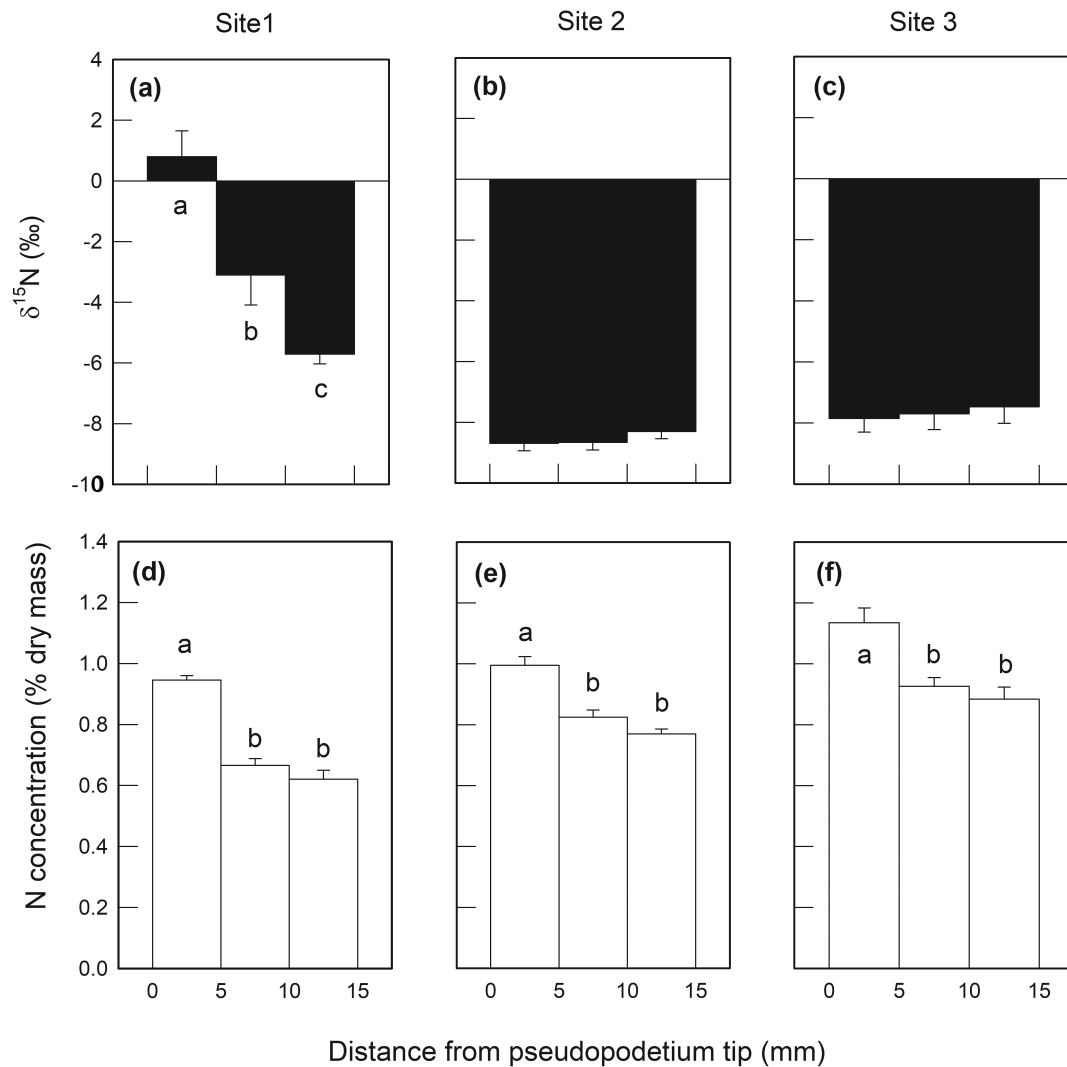 Site1 Site 2 Site 3
(a) (b) (c)
4
2
0
-2
-4
-6
-8
-10
δ15N (‰)
a
b
c
(d) (e) (f)
1.4
1.2
1.0
0.8
0.6
0.4
0.2
0.0
N concentration (% dry mass)
a b b
a b b
a b b
0 5 10 15 0 5 10 15 0 5 10 15
Distance from pseudopodetium tip (mm)